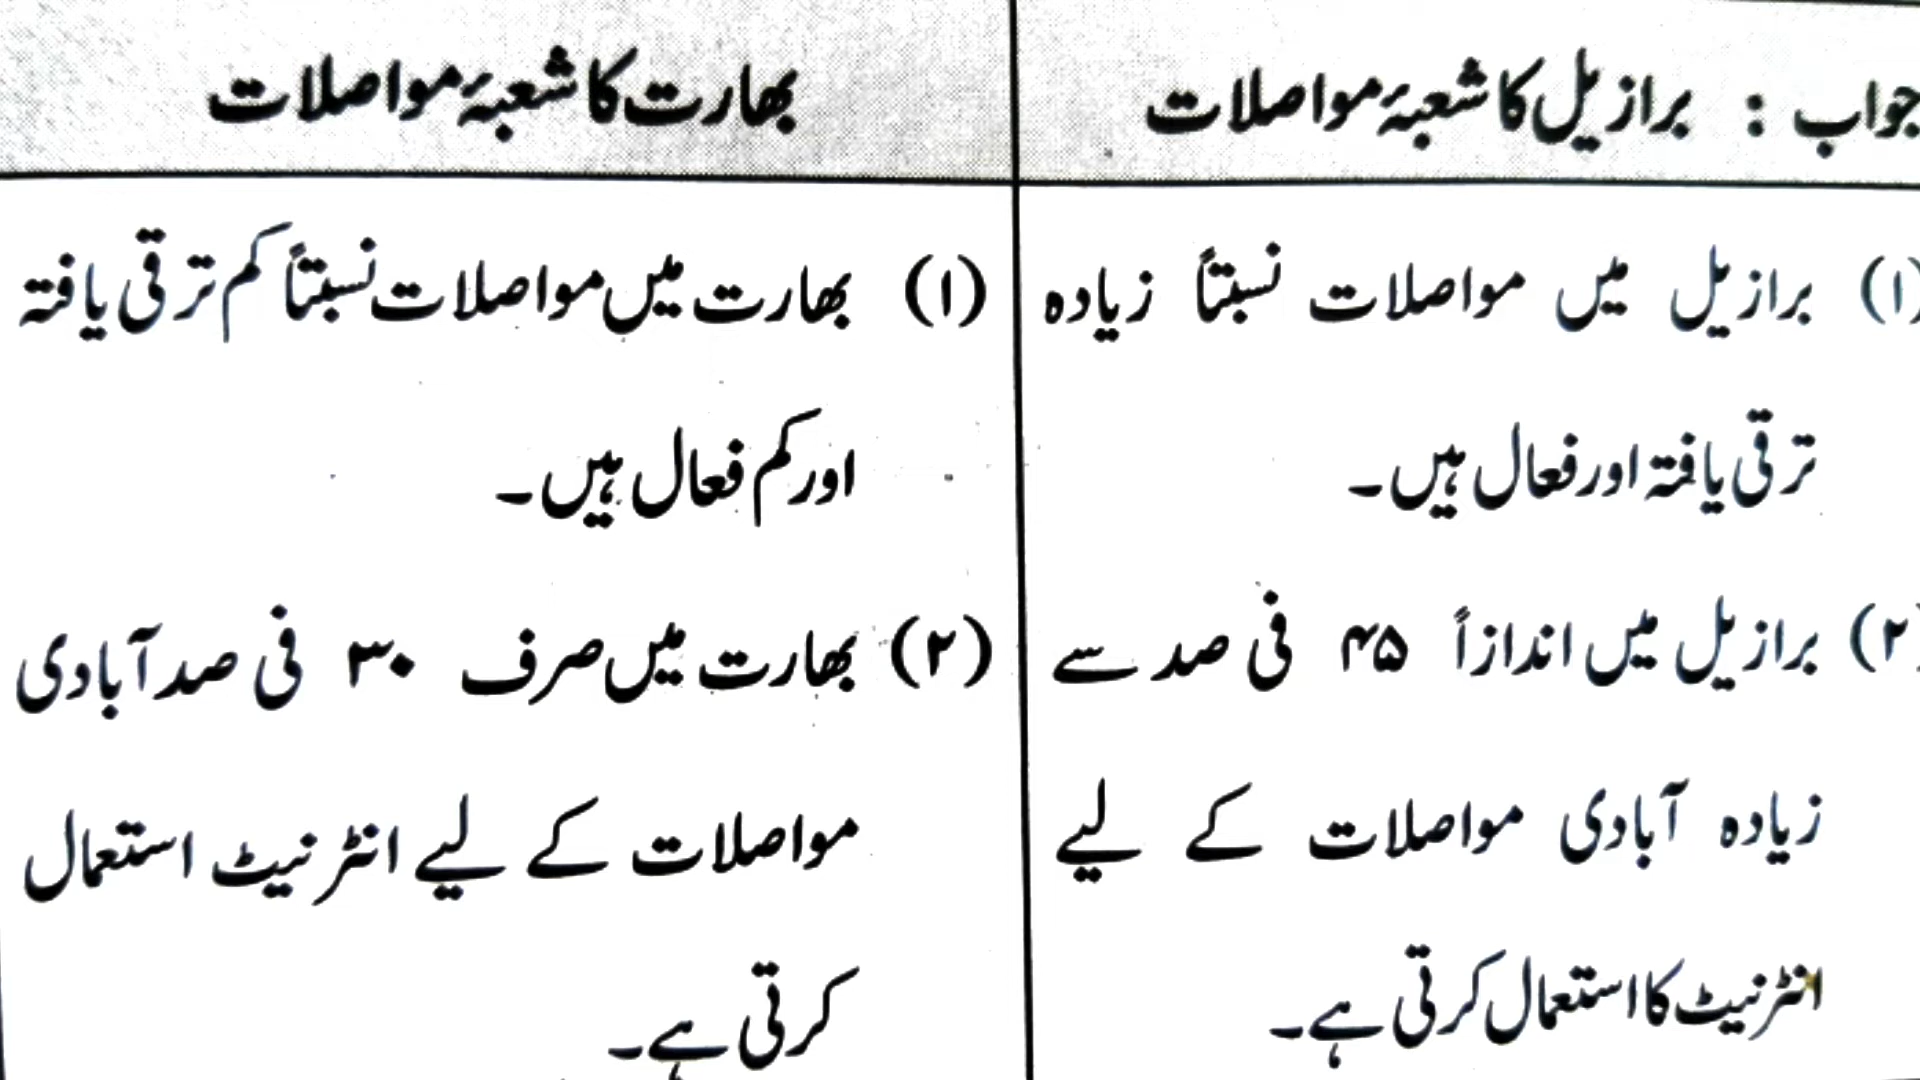 جواب : برازیل کا شعبۂ مواصلات
(۱) برازیل میں مواصلات نسبتاً زیادہ
ترقی یافتہ اور فعال ہیں۔
(۲) برازیل میں اندازاً ۴۵ فی صد سے
زیادہ آبادی مواصلات کے لیے
انٹرنیٹ کا استعمال کرتی ہے۔
بھارت کا شعبۂ مواصلات
(۱) بھارت میں مواصلات نسبتاً کم ترقی یافتہ
اور کم فعال ہیں۔
(۲) بھارت میں صرف ۳۰ فی صد آبادی
مواصلات کے لیے انٹرنیٹ استعمال
کرتی ہے۔